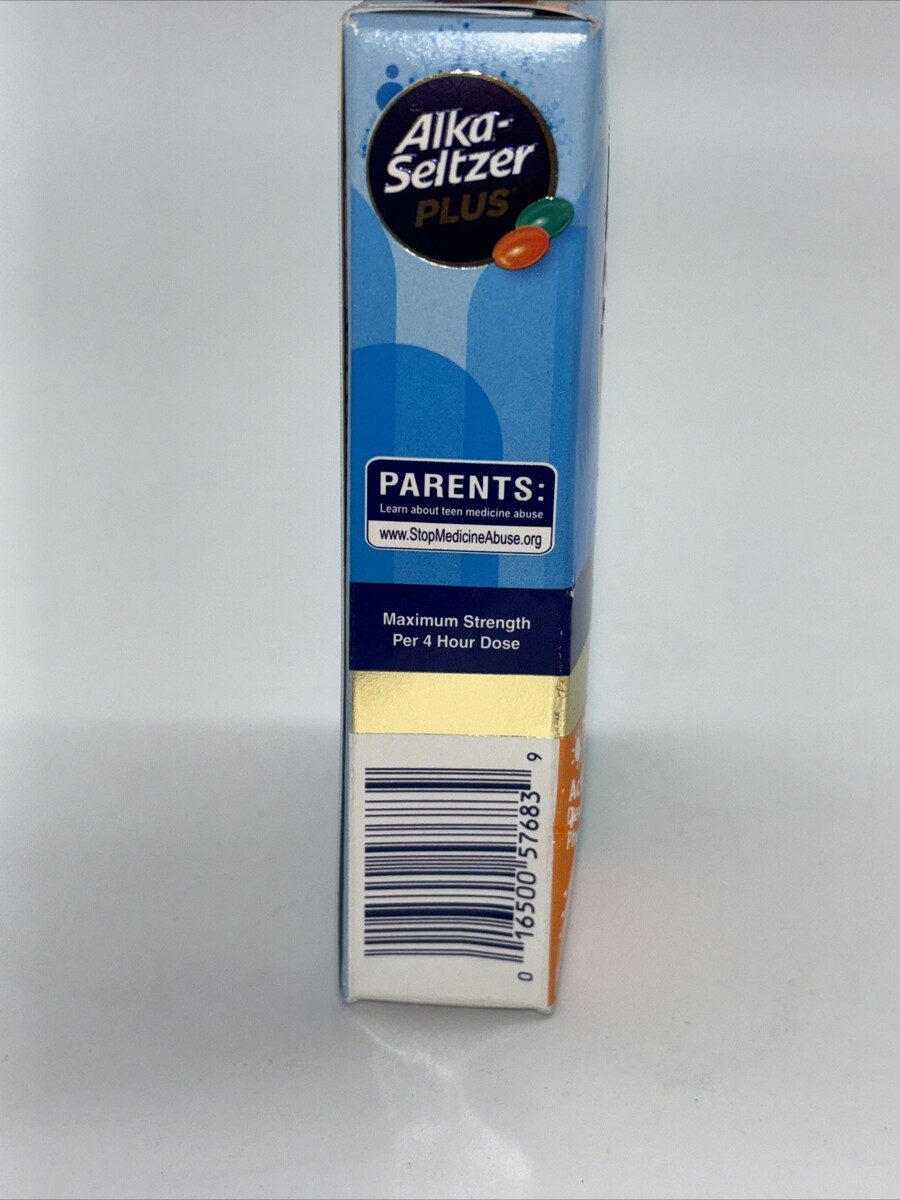 Alka-
Seltzer
PLUS
PARENTS:
Learn about teen medicine abuse
www.StopMedicineAbuse.org
Maximum Strength
Per 4 Hour Dose
0 16500 57683 9